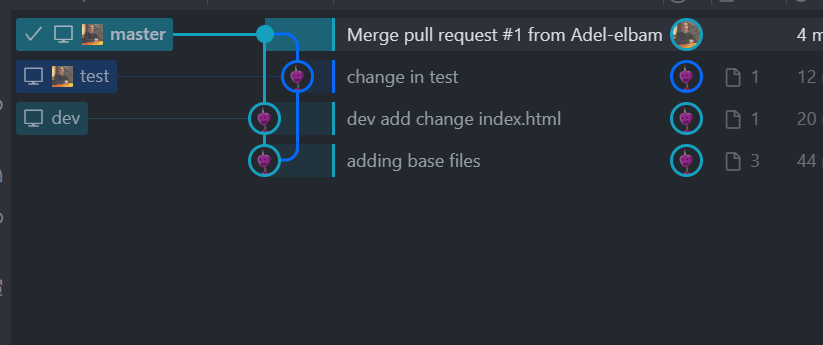 master Merge pull request #1 from Adel-elbam 4 m
test change in test 1 12
dev dev add change index.html 1 20
adding base files 3 44